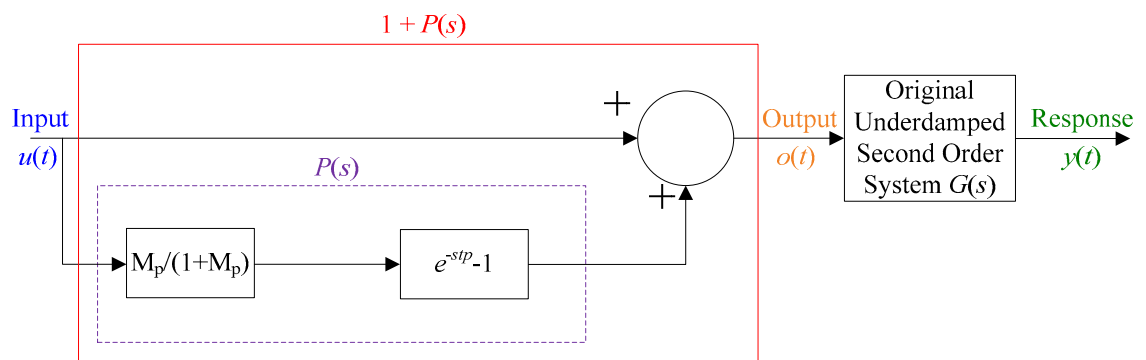 1 + P(s)
Input
u(t)
+
Output
o(t)
Original
Underdamped
Second Order
System G(s)
Response
y(t)
P(s)
+
Mp/(1+Mp)
e^-stp-1